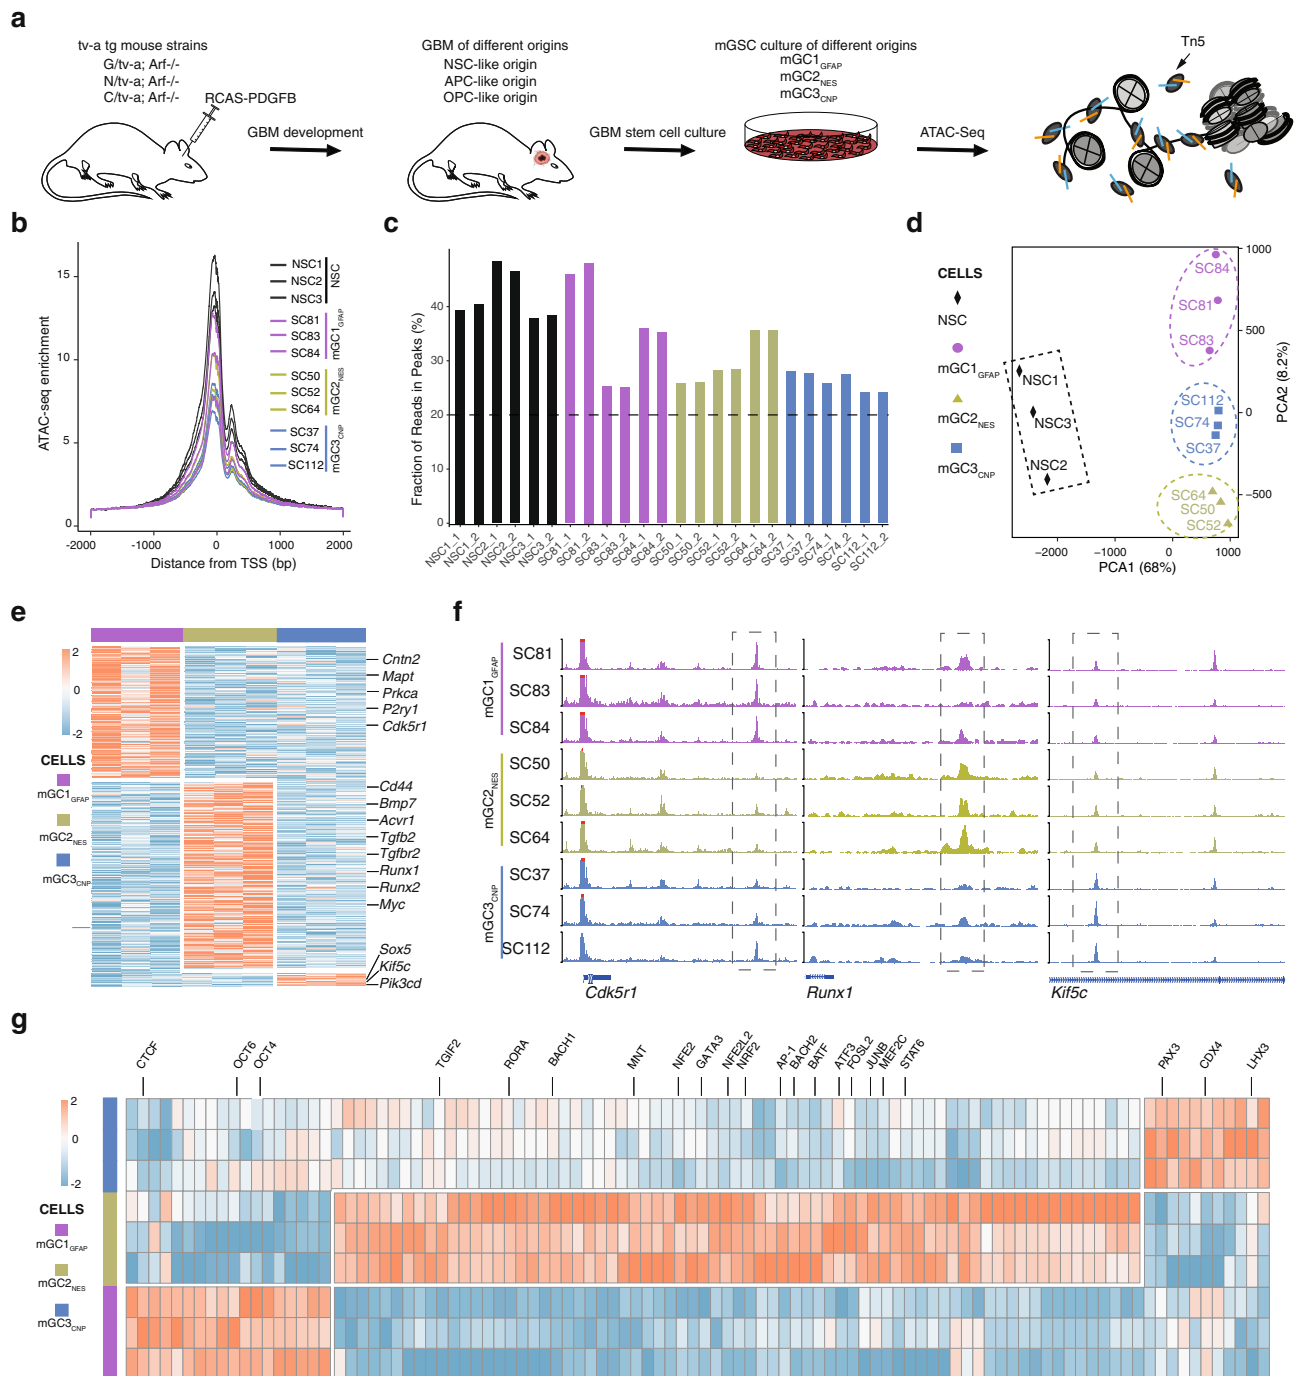 a
tv-a tg mouse strains
G/tv-a; Arf-/-
N/tv-a; Arf-/-
C/tv-a; Arf-/-
RCAS-PDGFB
GBM development
GBM of different origins
NSC-like origin
APC-like origin
OPC-like origin
GBM stem cell culture
mGSC culture of different origins
mGC1GFAP
mGC2NES
mGC3CNP
ATAC-Seq
Tn5
b
ATAC-seq enrichment
15
10
5
0
-2000
-1000
0
1000
2000
Distance from TSS (bp)
NSC1
NSC2
NSC3
NSC
SC81
SC83
SC84
mGC1GFAP
SC50
SC52
SC64
mGC2NES
SC37
SC74
SC112
mGC3CNP
c
Fraction of Reads in Peaks (%)
40
30
20
10
0
NSC1_1
NSC1_2
NSC2_1
NSC2_2
NSC3_1
NSC3_2
SC81_1
SC81_2
SC83_1
SC83_2
SC84_1
SC84_2
SC50_1
SC50_2
SC52_1
SC52_2
SC64_1
SC64_2
SC37_1
SC37_2
SC74_1
SC74_2
SC112_1
SC112_2
d
CELLS
NSC
mGC1GFAP
mGC2NES
mGC3CNP
SC84
SC81
SC83
SC112
SC74
SC37
SC64
SC50
SC52
NSC1
NSC3
NSC2
1000
500
0
−500
PCA2 (8.2%)
−2000
−1000
0
1000
PCA1 (68%)
e
2
0
-2
CELLS
mGC1GFAP
mGC2NES
mGC3CNP
Cntn2
Mapt
Prkca
P2ry1
Cdk5r1
Cd44
Bmp7
Acvr1
Tgfb2
Tgfbr2
Runx1
Runx2
Myc
Sox5
Kif5c
Pik3cd
f
mGC1GFAP
SC81
SC83
SC84
mGC2NES
SC50
SC52
SC64
mGC3CNP
SC37
SC74
SC112
Cdk5r1
Runx1
Kif5c
g
CTCF
OCT6
OCT4
TGIF2
RORA
BACH1
MNT
NFE2
GATA3
NFE2L2
NRF2
AP-1
BACH2
BATF
ATF3
FOSL2
JUNB
MEF2C
STAT6
PAX3
CDX4
LHX3
2
0
-2
CELLS
mGC1GFAP
mGC2NES
mGC3CNP